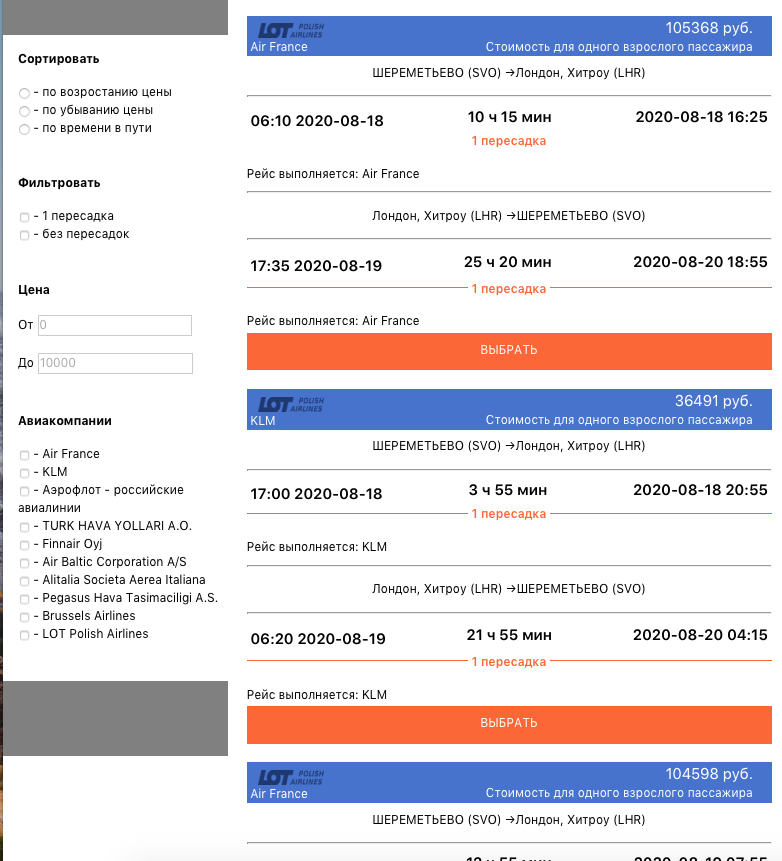 Сортировать
- по возростанию цены
- по убыванию цены
- по времени в пути
Фильтровать
- 1 пересадка
- без пересадок
Цена
От 0
До 10000
Авиакомпании
- Air France
- KLM
- Аэрофлот - российские
авиалинии
- TURK HAVA YOLLARI A.O.
- Finnair Oyj
- Air Baltic Corporation A/S
- Alitalia Societa Aerea Italiana
- Pegasus Hava Tasimaciligi A.S.
- Brussels Airlines
- LOT Polish Airlines
LOT POLISH AIRLINES
105368 руб.
Air France
Стоимость для одного взрослого пассажира
ШЕРЕМЕТЬЕВО (SVO) →Лондон, Хитроу (LHR)
06:10 2020-08-18 10 ч 15 мин 2020-08-18 16:25
1 пересадка
Рейс выполняется: Air France
Лондон, Хитроу (LHR) →ШЕРЕМЕТЬЕВО (SVO)
17:35 2020-08-19 25 ч 20 мин 2020-08-20 18:55
1 пересадка
Рейс выполняется: Air France
ВЫБРАТЬ
LOT POLISH AIRLINES
36491 руб.
KLM
Стоимость для одного взрослого пассажира
ШЕРЕМЕТЬЕВО (SVO) →Лондон, Хитроу (LHR)
17:00 2020-08-18 3 ч 55 мин 2020-08-18 20:55
1 пересадка
Рейс выполняется: KLM
Лондон, Хитроу (LHR) →ШЕРЕМЕТЬЕВО (SVO)
06:20 2020-08-19 21 ч 55 мин 2020-08-20 04:15
1 пересадка
Рейс выполняется: KLM
ВЫБРАТЬ
LOT POLISH AIRLINES
104598 руб.
Air France
Стоимость для одного взрослого пассажира
ШЕРЕМЕТЬЕВО (SVO) →Лондон, Хитроу (LHR)